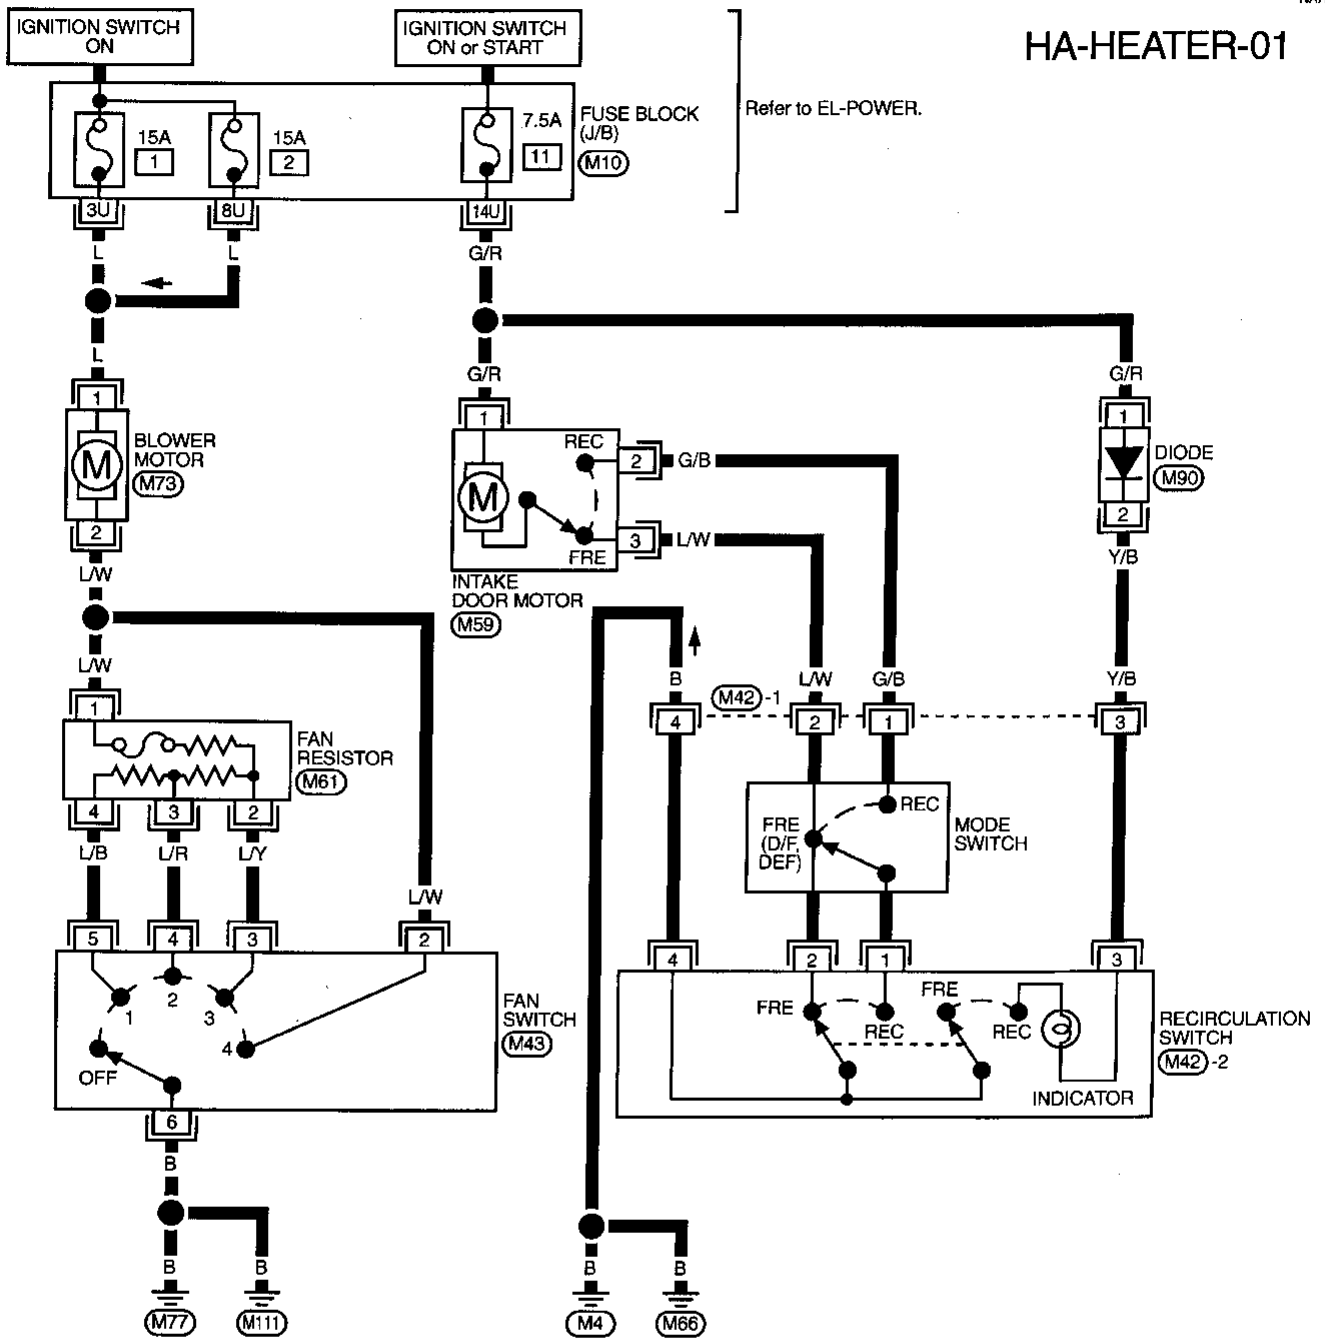 IGNITION SWITCH
ON
IGNITION SWITCH
ON or START
HA-HEATER-01
15A
1
15A
2
7.5A
11
FUSE BLOCK
(J/B)
M10
Refer to EL-POWER.
3U
8U
14U
L
L
G/R
L
G/R
G/R
1
1
1
M
BLOWER
MOTOR
M73
2
M
REC
FRE
2
G/B
3
L/W
INTAKE
DOOR MOTOR
M59
DIODE
M90
2
Y/B
L/W
L/W
B
L/W
G/B
Y/B
M42 -1
4
2
1
3
1
FAN
RESISTOR
M61
4
3
2
L/B
L/R
L/Y
L/W
REC
FRE
(D/F,
DEF)
MODE
SWITCH
5
4
3
2
1
2
3
4
OFF
FAN
SWITCH
M43
6
4
2
1
3
FRE
REC
FRE
REC
INDICATOR
RECIRCULATION
SWITCH
M42 -2
B
B
B
B
B
M77
M111
M4
M66